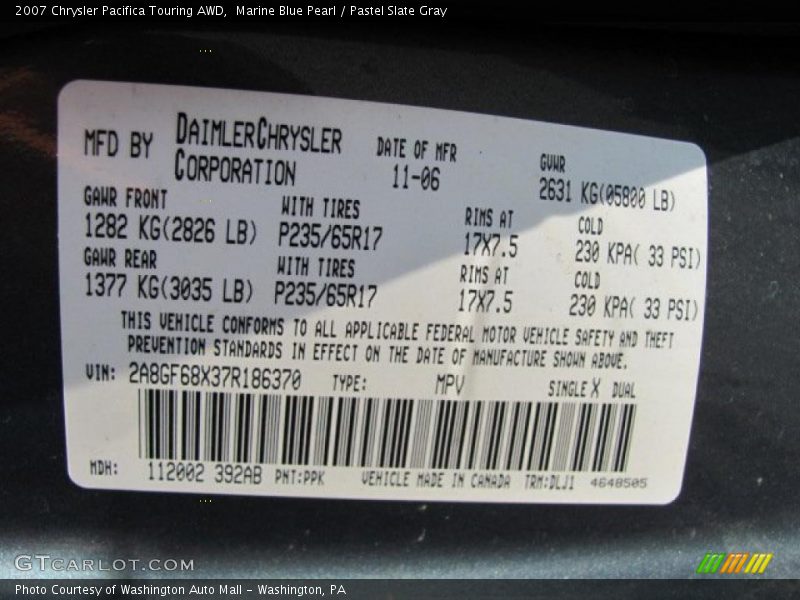 2007 Chrysler Pacifica Touring AWD,  Marine Blue Pearl / Pastel Slate Gray
MFD BY DAIMLERCHRYSLER CORPORATION DATE OF MFR 11-06 GVWR 2631 KG(05800 LB)
GAWR FRONT WITH TIRES RIMS AT COLD
1282 KG(2826 LB) P235/65R17 17X7.5 230 KPA( 33 PSI)
GAWR REAR WITH TIRES RIMS AT COLD
1377 KG(3035 LB) P235/65R17 17X7.5 230 KPA( 33 PSI)
THIS VEHICLE CONFORMS TO ALL APPLICABLE FEDERAL MOTOR VEHICLE SAFETY AND THEFT
PREVENTION STANDARDS IN EFFECT ON THE DATE OF MANUFACTURE SHOWN ABOVE.
VIN: 2A8GF68X37R186370 TYPE: MPV SINGLE X DUAL
MDH: 112002 392AB PNT:PPK VEHICLE MADE IN CANADA TRM:DLJ1 4648505
GTCARLOT.COM
Photo Courtesy of Washington Auto Mall - Washington, PA